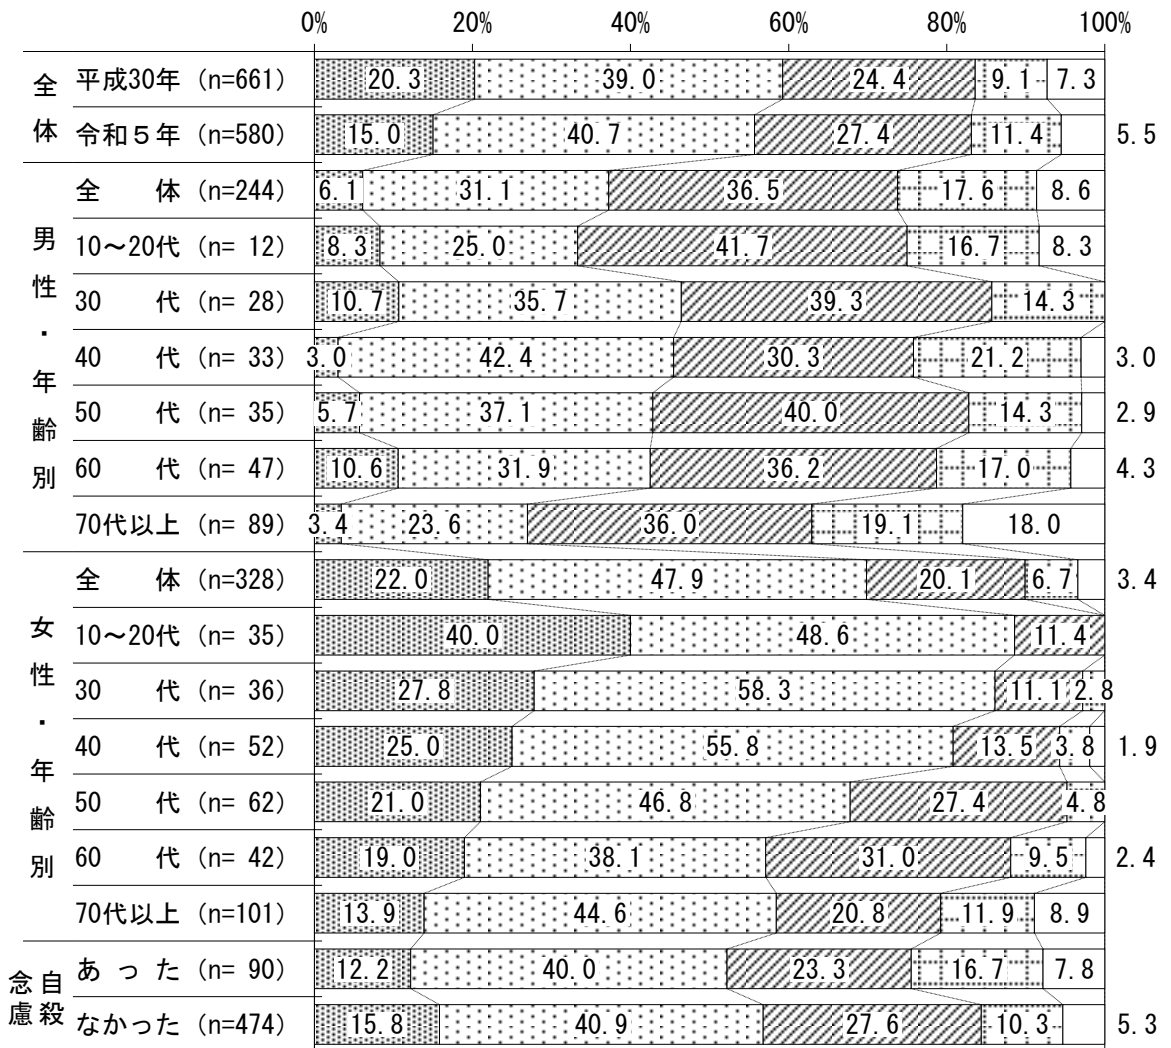 0% 20% 40% 60% 80% 100%
全体
平成30年 (n=661) 20.3 39.0 24.4 9.1 7.3
令和５年 (n=580) 15.0 40.7 27.4 11.4 5.5
男性・年齢別
全　体 (n=244) 6.1 31.1 36.5 17.6 8.6
10～20代 (n= 12) 8.3 25.0 41.7 16.7 8.3
30　代 (n= 28) 10.7 35.7 39.3 14.3
40　代 (n= 33) 3.0 42.4 30.3 21.2 3.0
50　代 (n= 35) 5.7 37.1 40.0 14.3 2.9
60　代 (n= 47) 10.6 31.9 36.2 17.0 4.3
70代以上 (n= 89) 3.4 23.6 36.0 19.1 18.0
女性・年齢別
全　体 (n=328) 22.0 47.9 20.1 6.7 3.4
10～20代 (n= 35) 40.0 48.6 11.4
30　代 (n= 36) 27.8 58.3 11.1 2.8
40　代 (n= 52) 25.0 55.8 13.5 3.8 1.9
50　代 (n= 62) 21.0 46.8 27.4 4.8
60　代 (n= 42) 19.0 38.1 31.0 9.5 2.4
70代以上 (n=101) 13.9 44.6 20.8 11.9 8.9
自殺念慮
あった (n= 90) 12.2 40.0 23.3 16.7 7.8
なかった (n=474) 15.8 40.9 27.6 10.3 5.3